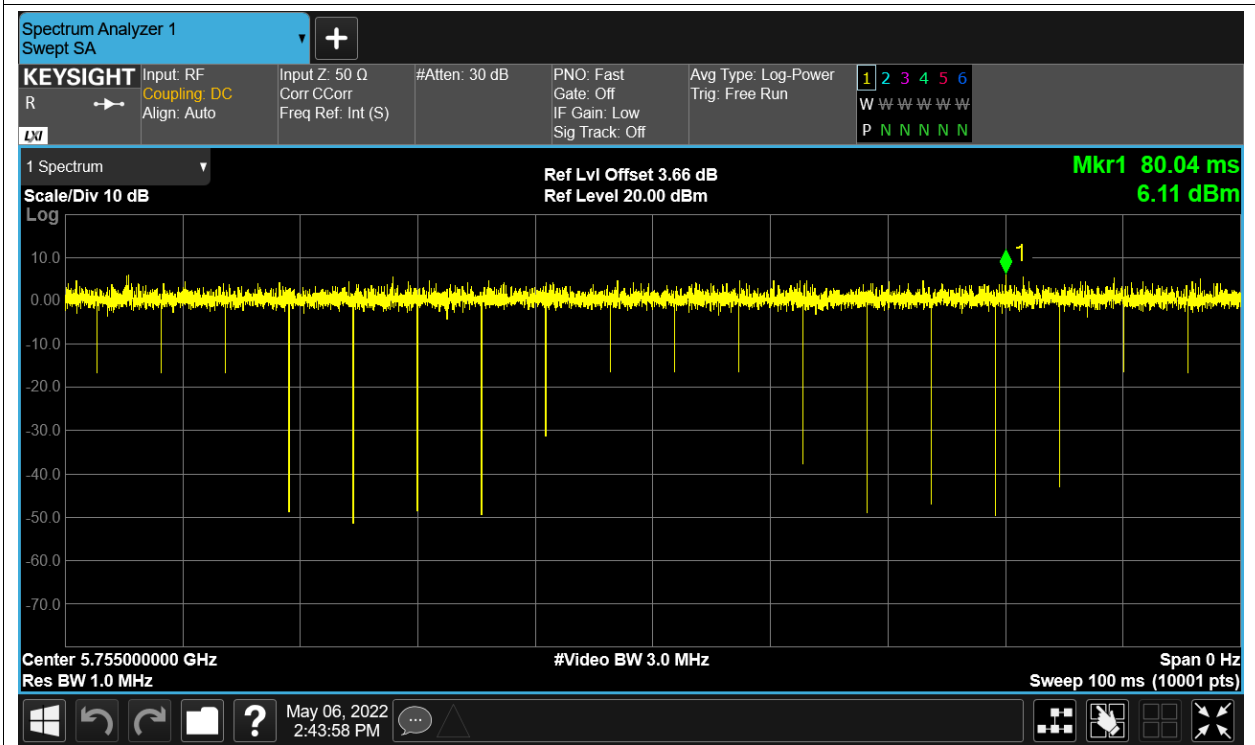 Spectrum Analyzer 1
Swept SA
KEYSIGHT
R
LXI
Input: RF
Coupling: DC
Align: Auto
Input Z: 50 Ω
Corr CCorr
Freq Ref: Int (S)
#Atten: 30 dB
PNO: Fast
Gate: Off
IF Gain: Low
Sig Track: Off
Avg Type: Log-Power
Trig: Free Run
1 2 3 4 5 6
W W W W W W
P N N N N N
1 Spectrum
Scale/Div 10 dB
Ref Lvl Offset 3.66 dB
Ref Level 20.00 dBm
Mkr1 80.04 ms
6.11 dBm
Log
10.0
0.00
-10.0
-20.0
-30.0
-40.0
-50.0
-60.0
-70.0
1
Center 5.755000000 GHz
Res BW 1.0 MHz
#Video BW 3.0 MHz
Span 0 Hz
Sweep 100 ms (10001 pts)
?
May 06, 2022
2:43:58 PM